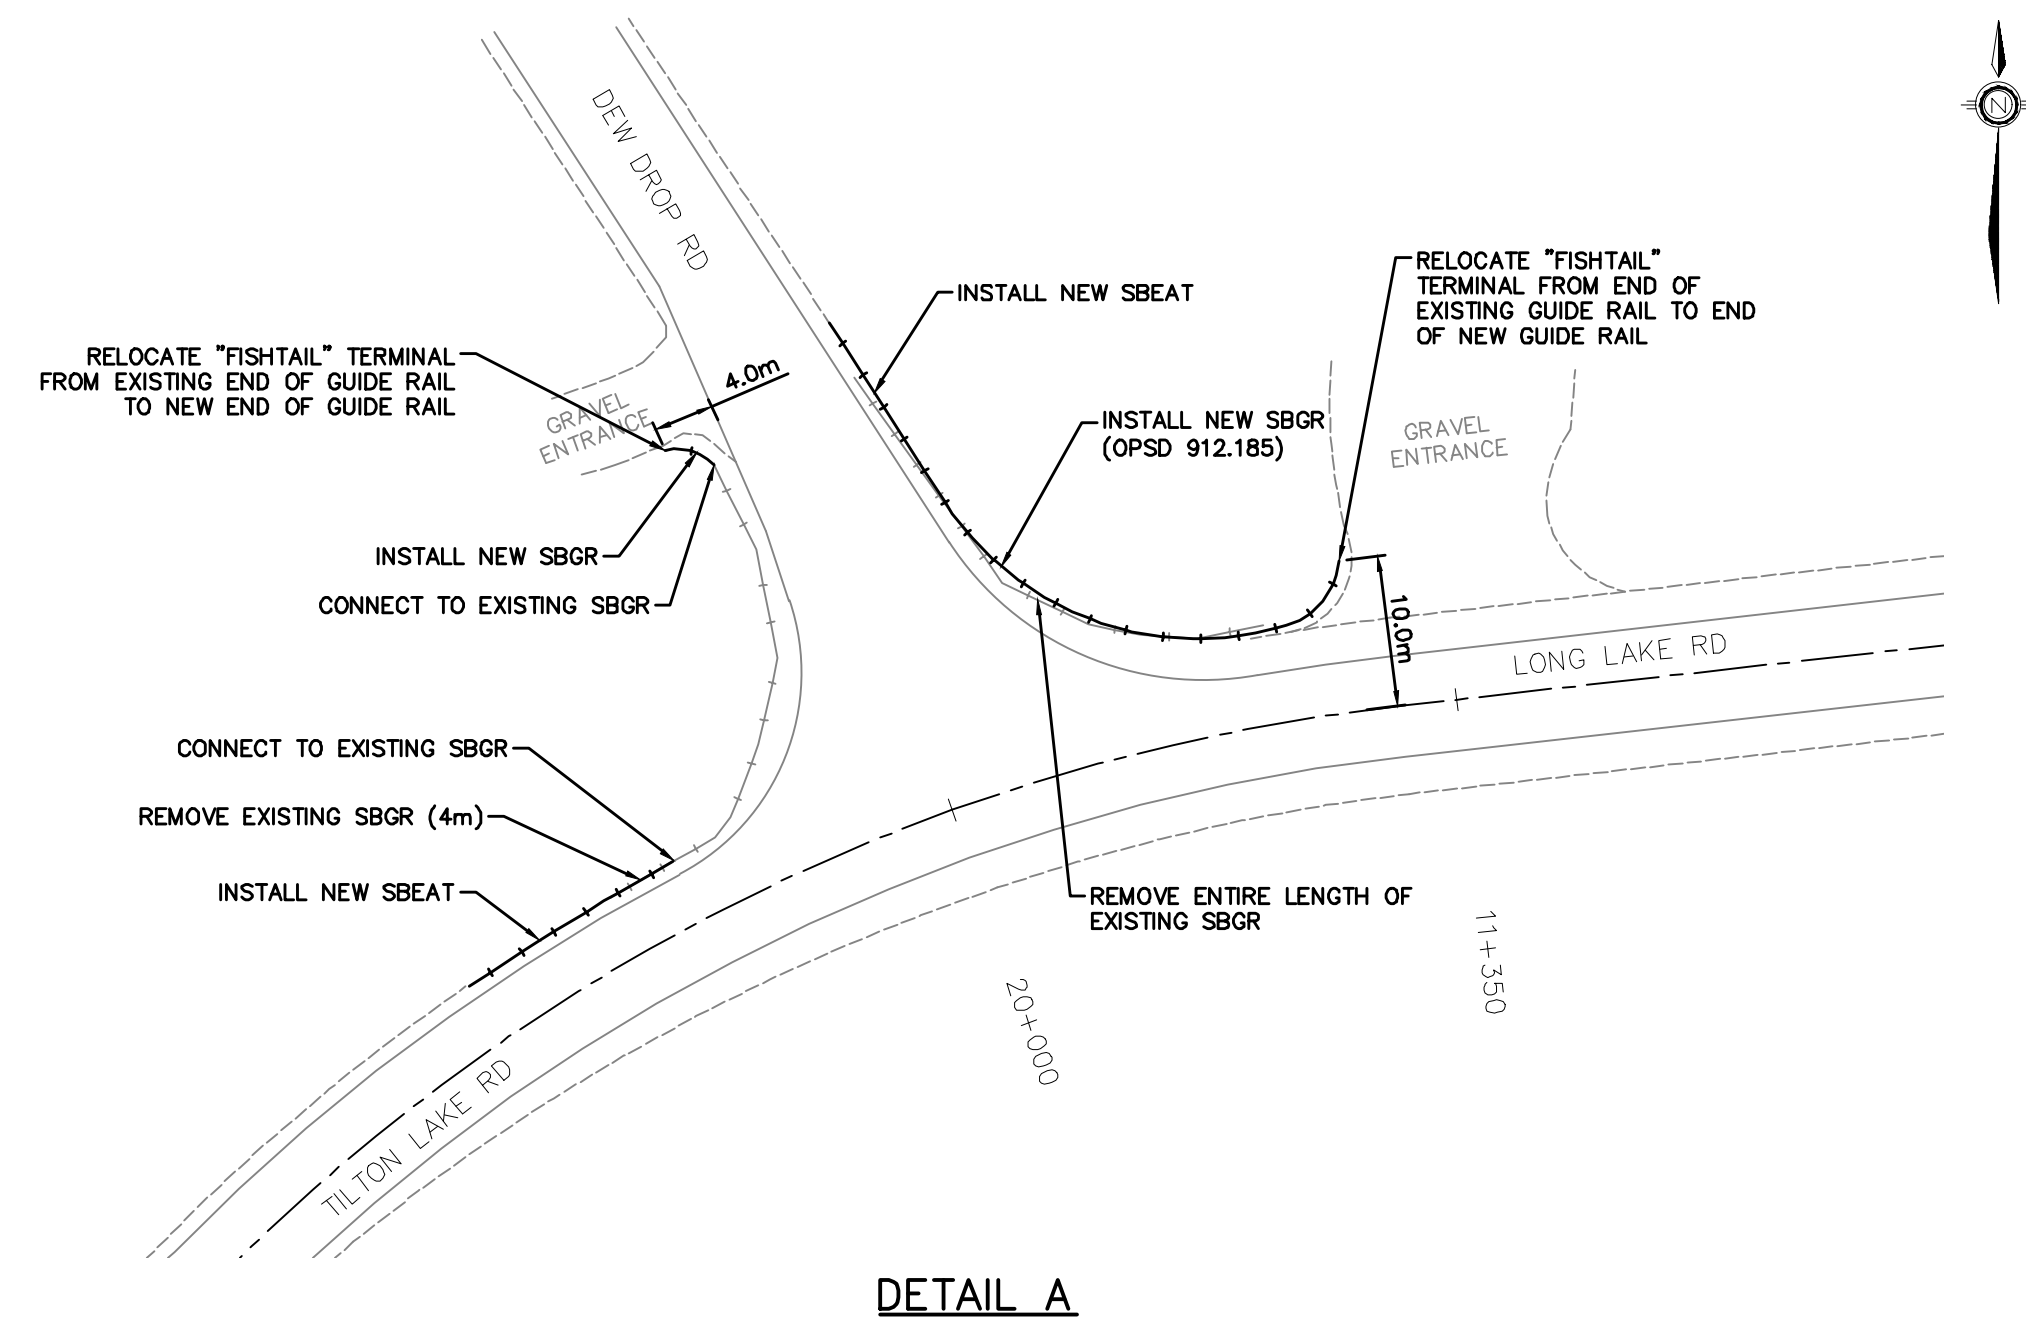 N
DEW DROP RD
INSTALL NEW SBEAT
RELOCATE "FISHTAIL"
TERMINAL FROM END OF
EXISTING GUIDE RAIL TO END
OF NEW GUIDE RAIL
RELOCATE "FISHTAIL" TERMINAL
FROM EXISTING END OF GUIDE RAIL
TO NEW END OF GUIDE RAIL
4.0m
GRAVEL
ENTRANCE
INSTALL NEW SBGR
(OPSD 912.185)
GRAVEL
ENTRANCE
INSTALL NEW SBGR
CONNECT TO EXISTING SBGR
10.0m
LONG LAKE RD
CONNECT TO EXISTING SBGR
REMOVE EXISTING SBGR (4m)
INSTALL NEW SBEAT
REMOVE ENTIRE LENGTH OF
EXISTING SBGR
11+350
20+000
TILTON LAKE RD
DETAIL A